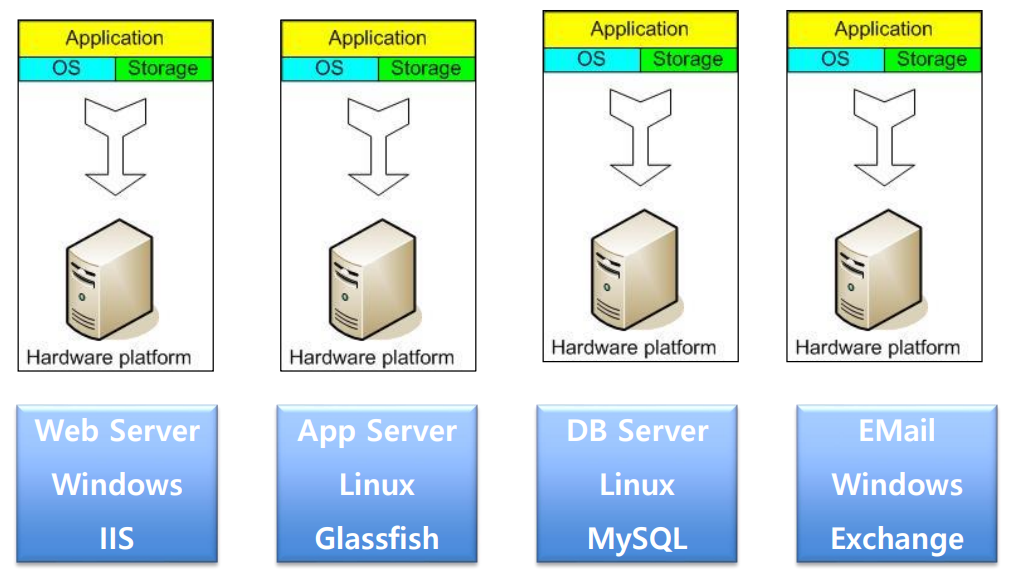 Application
OS Storage
Hardware platform
Application
OS Storage
Hardware platform
Application
OS Storage
Hardware platform
Application
OS Storage
Hardware platform
Web Server
Windows
IIS
App Server
Linux
Glassfish
DB Server
Linux
MySQL
EMail
Windows
Exchange